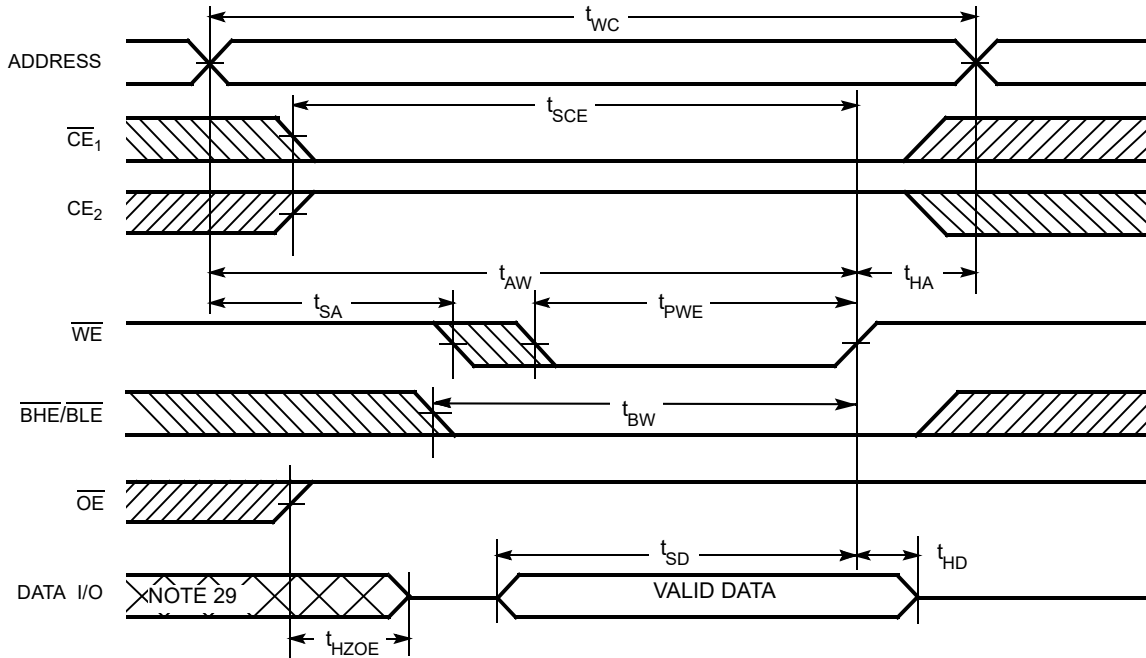 tWC
ADDRESS
tSCE
CE1
CE2
tAW
tHA
tSA
tPWE
WE
BHE/BLE
tBW
OE
tSD
tHD
DATA I/O
NOTE 29
VALID DATA
tHZOE